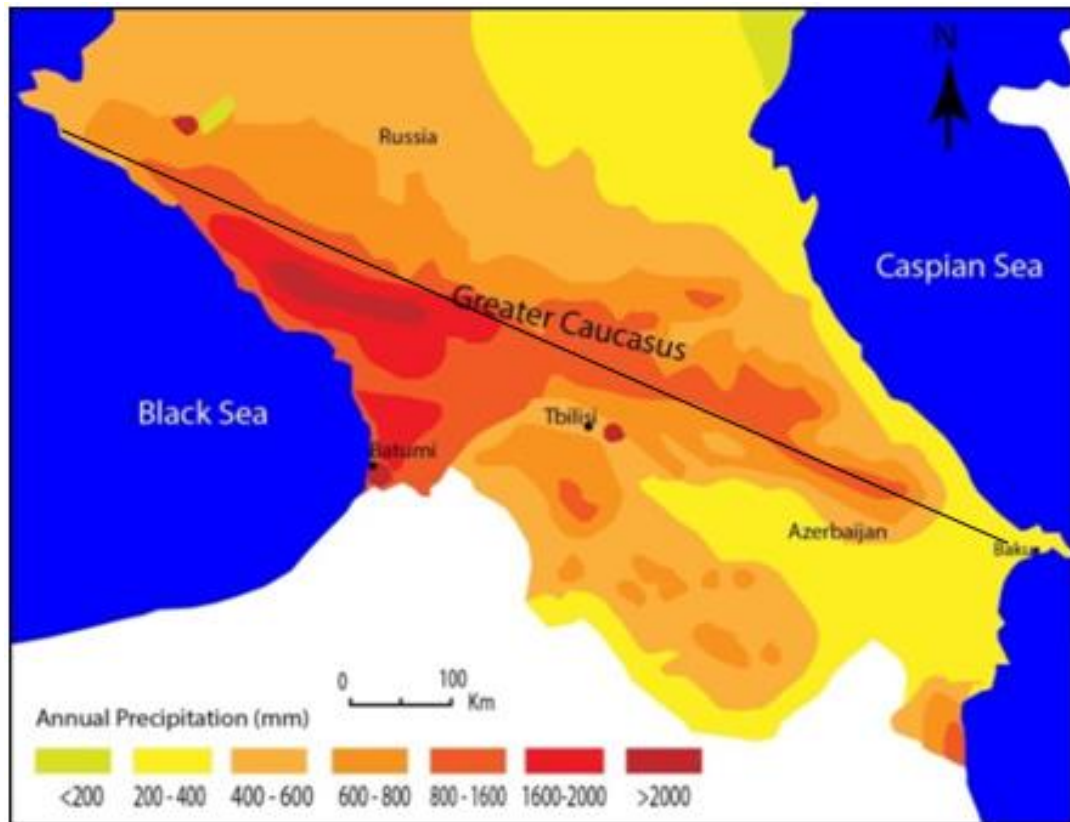 N
Russia
Caspian Sea
Greater Caucasus
Black Sea
Tbilisi
Batumi
Azerbaijan
Baku
0 100
Km
Annual Precipitation (mm)
<200 200 - 400 400 - 600 600 - 800 800 - 1600 1600-2000 >2000